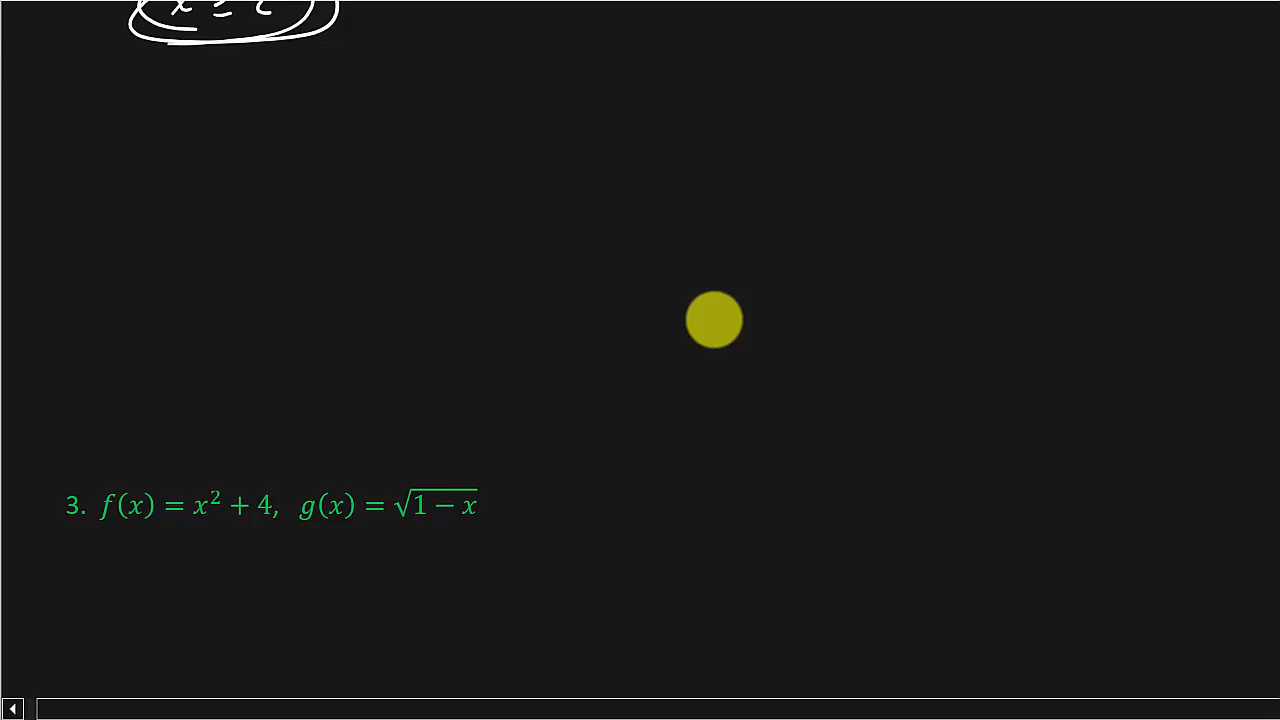 3. f(x) = x² + 4, g(x) = √(1 − x)